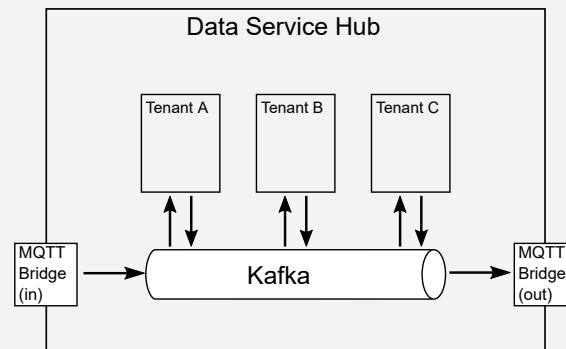 Data Service Hub
Tenant A
Tenant B
Tenant C
MQTT
Bridge
(in)
Kafka
MQTT
Bridge
(out)